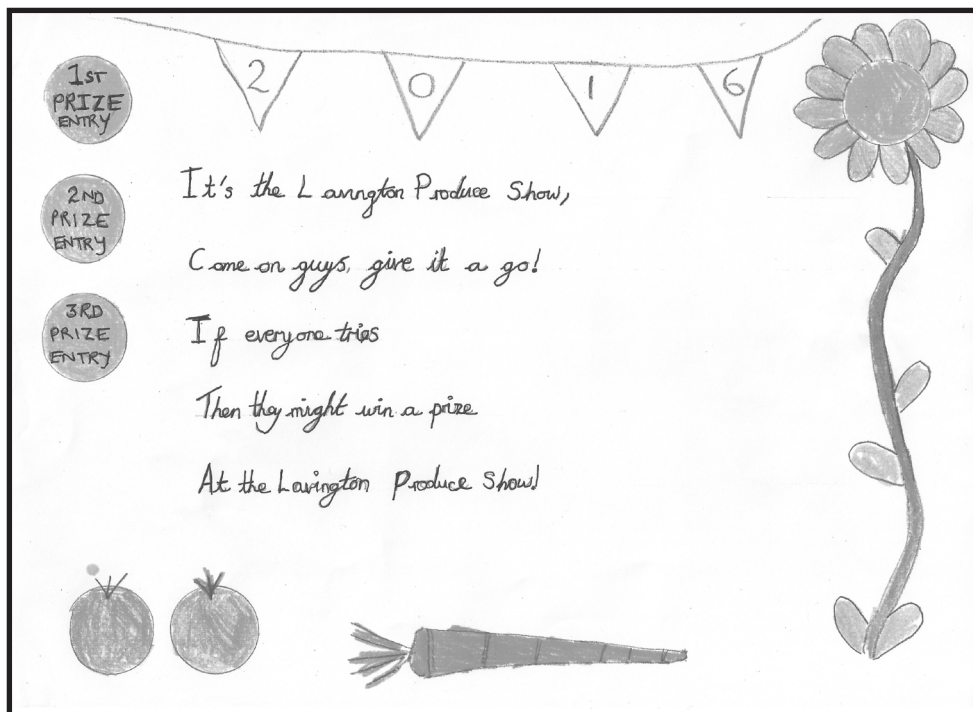 2 0 1 6
1ST
PRIZE
ENTRY
2ND
PRIZE
ENTRY
3RD
PRIZE
ENTRY
It's the Lavington Produce Show,
Come on guys, give it a go!
If everyone tries
Then they might win a prize
At the Lavington Produce Show!